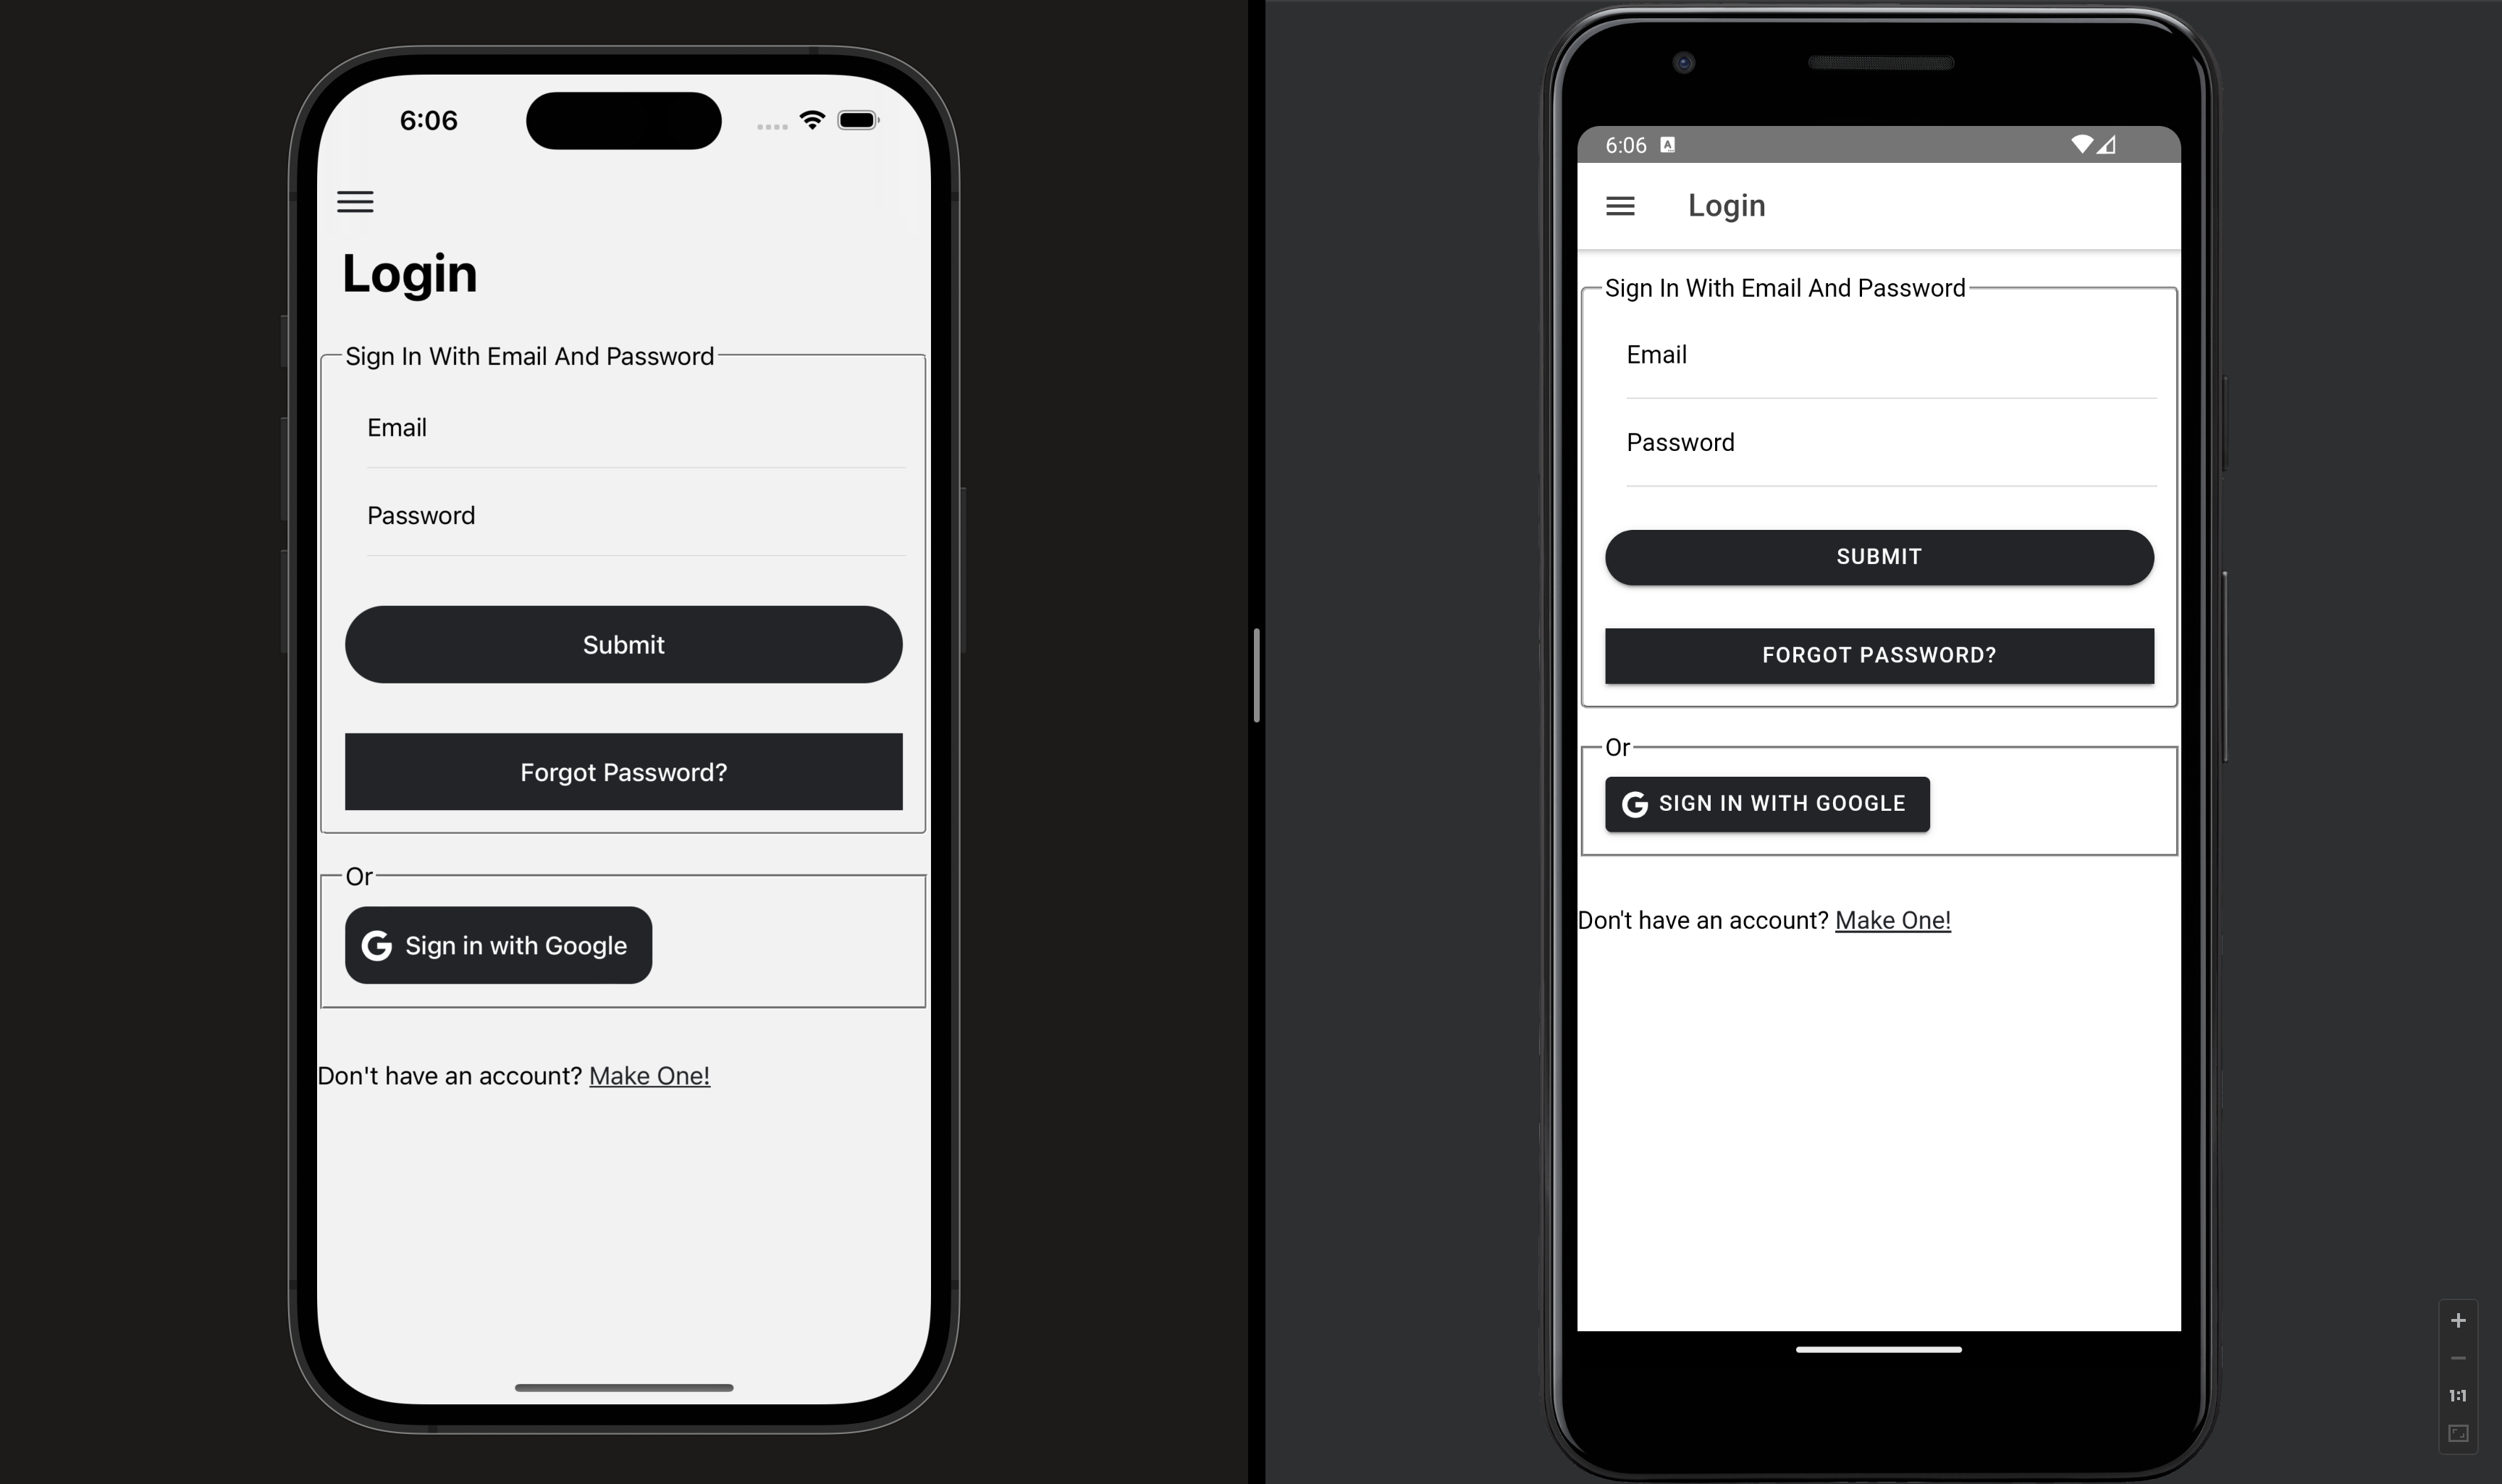 6:06
Login
Sign In With Email And Password
Email
Password
Submit
Forgot Password?
Or
G Sign in with Google
Don't have an account? Make One!
6:06 A
Login
Sign In With Email And Password
Email
Password
SUBMIT
FORGOT PASSWORD?
Or
G SIGN IN WITH GOOGLE
Don't have an account? Make One!
1:1